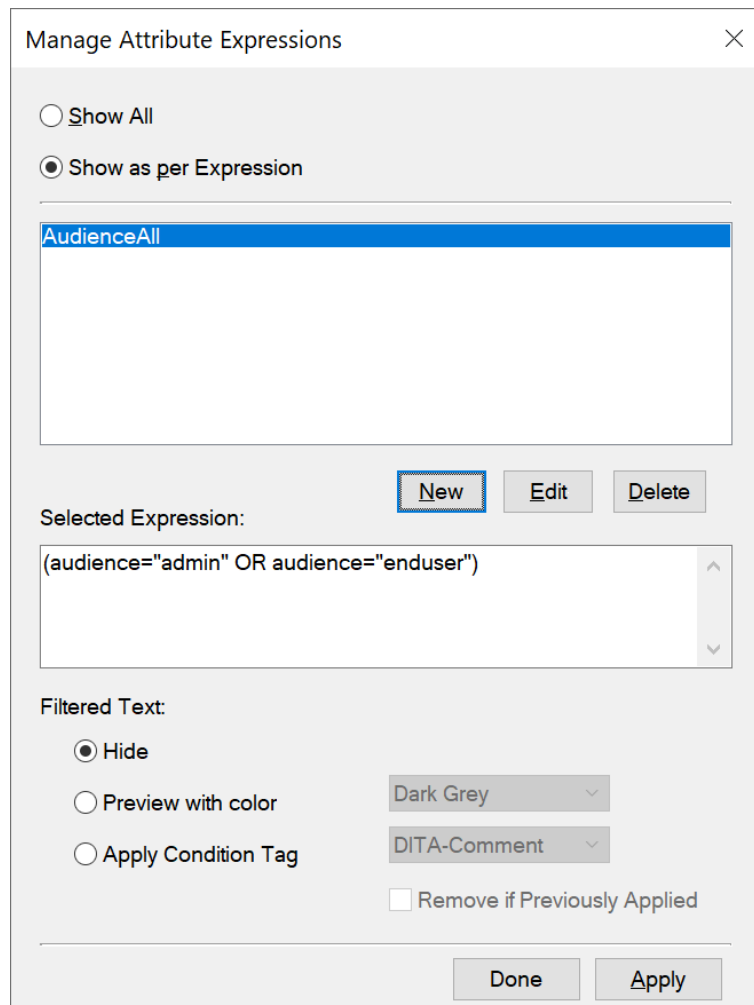 Manage Attribute Expressions
Show All
Show as per Expression
AudienceAll
New Edit Delete
Selected Expression:
(audience="admin" OR audience="enduser")
Filtered Text:
Hide
Preview with color Dark Grey
Apply Condition Tag DITA-Comment
Remove if Previously Applied
Done Apply